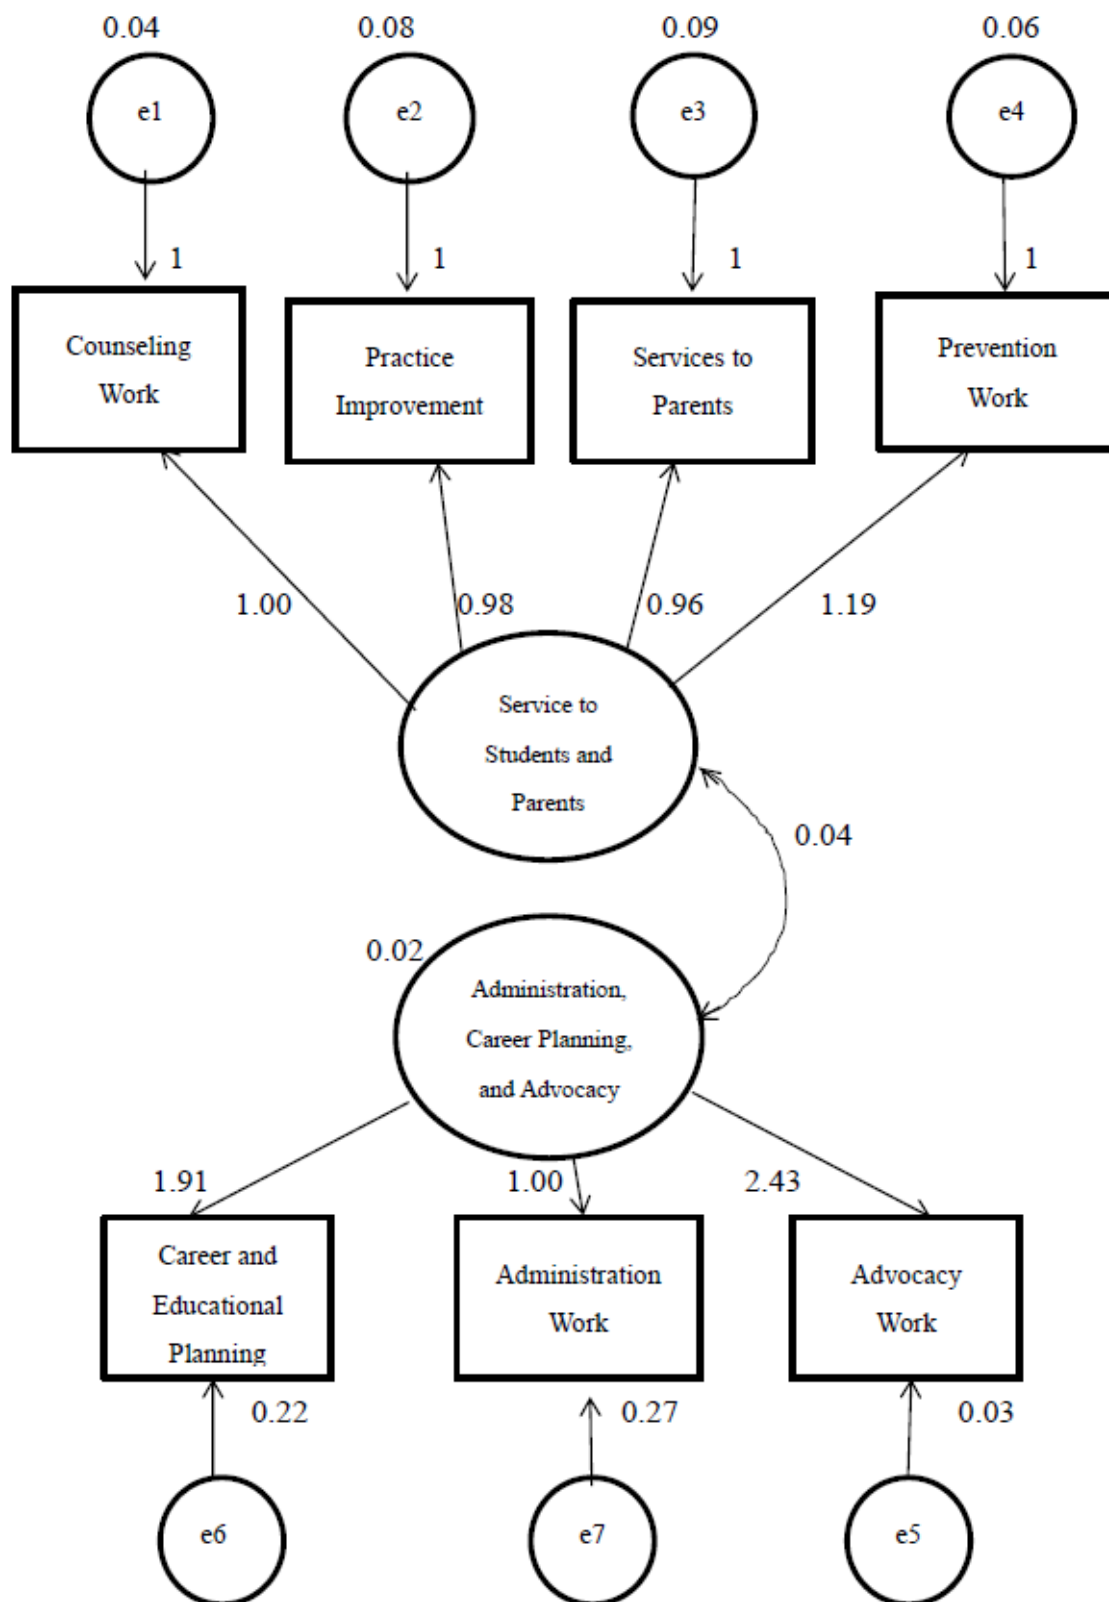 0.04
0.08
0.09
0.06
e1
e2
e3
e4
1
1
1
1
Counseling
Work
Practice
Improvement
Services to
Parents
Prevention
Work
1.00
0.98
0.96
1.19
Service to
Students and
Parents
0.04
0.02
Administration,
Career Planning,
and Advocacy
1.91
1.00
2.43
Career and
Educational
Planning
Administration
Work
Advocacy
Work
0.22
0.27
0.03
e6
e7
e5